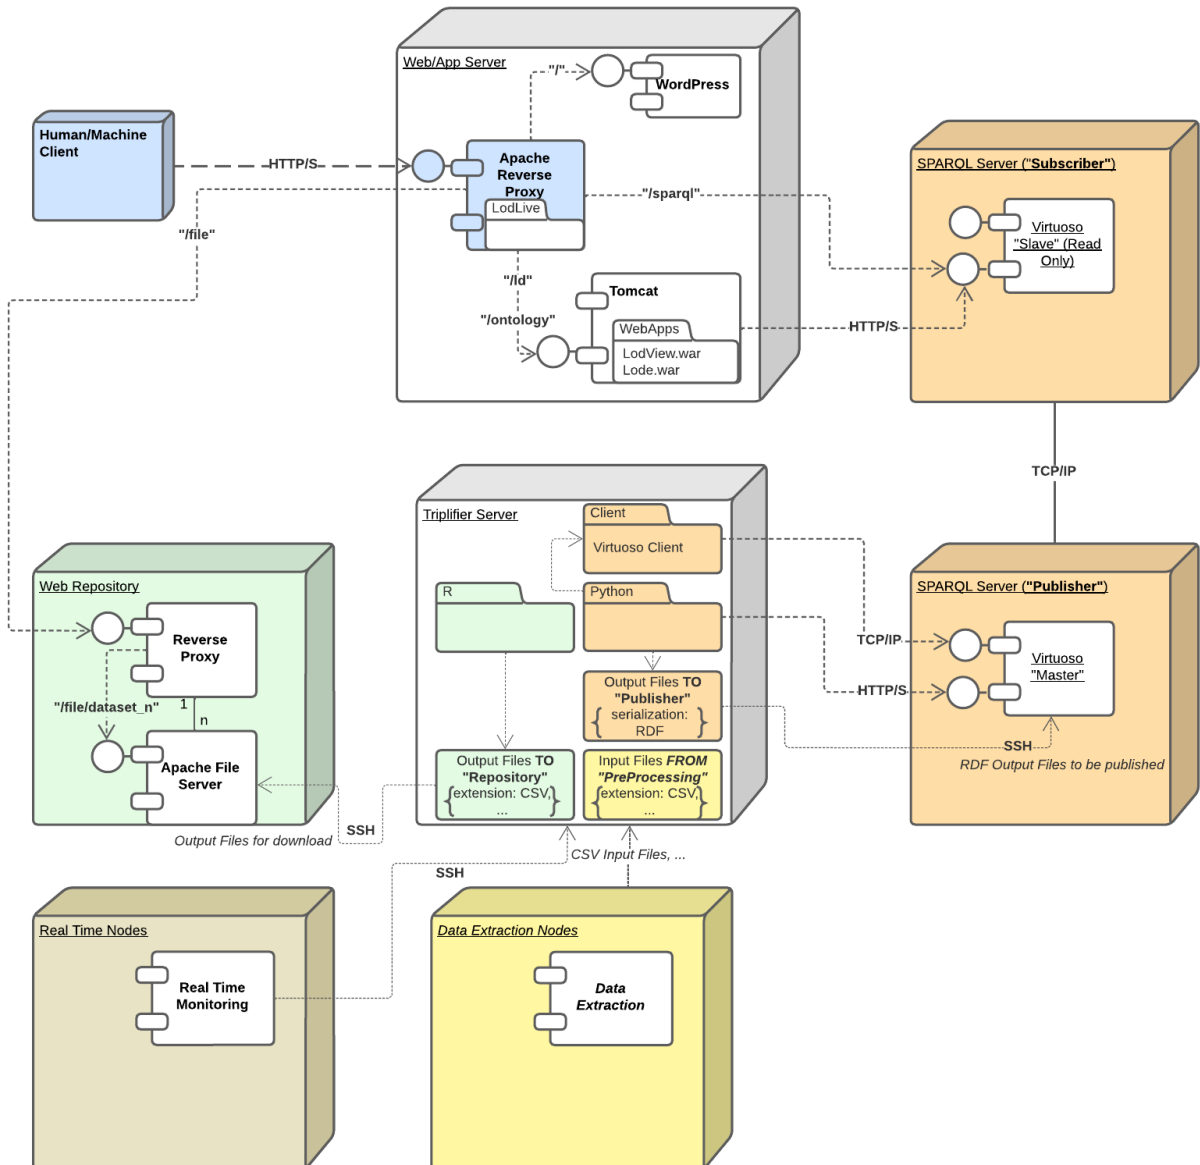 Web/App Server
"/"
WordPress
Human/Machine
Client
HTTP/S
Apache
Reverse
Proxy
LodLive
"/sparql"
SPARQL Server ("Subscriber")
Virtuoso
"Slave" (Read
Only)
"/file"
"/ld"
"/ontology"
Tomcat
WebApps
LodView.war
Lode.war
HTTP/S
TCP/IP
Triplifier Server
Client
Virtuoso Client
R
Python
Output Files TO
"Publisher"
{ serialization: }
RDF
Output Files TO
"Repository"
{ extension: CSV, }
...
Input Files FROM
"PreProcessing"
{ extension: CSV, }
...
Web Repository
Reverse
Proxy
"/file/dataset_n"
1
n
Apache File
Server
SPARQL Server ("Publisher")
TCP/IP
Virtuoso
"Master"
HTTP/S
SSH
RDF Output Files to be published
SSH
Output Files for download
CSV Input Files, ...
SSH
Real Time Nodes
Real Time
Monitoring
Data Extraction Nodes
Data
Extraction